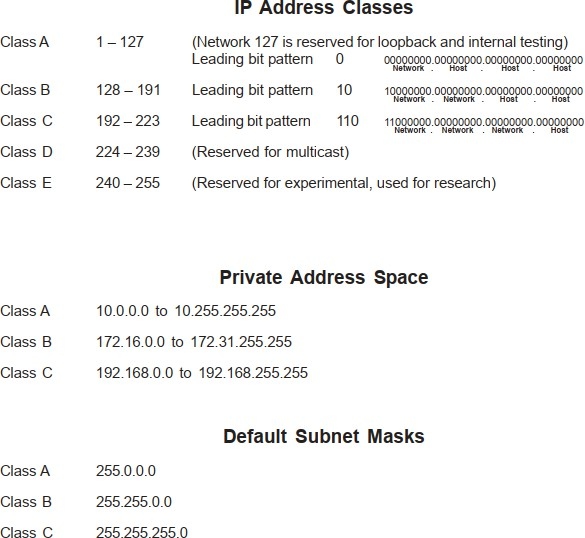 IP Address Classes
Class A 1 – 127 (Network 127 is reserved for loopback and internal testing)
Leading bit pattern 0 00000000.00000000.00000000.00000000
Network . Host . Host . Host
Class B 128 – 191 Leading bit pattern 10 10000000.00000000.00000000.00000000
Network . Network . Host . Host
Class C 192 – 223 Leading bit pattern 110 11000000.00000000.00000000.00000000
Network . Network . Network . Host
Class D 224 – 239 (Reserved for multicast)
Class E 240 – 255 (Reserved for experimental, used for research)
Private Address Space
Class A 10.0.0.0 to 10.255.255.255
Class B 172.16.0.0 to 172.31.255.255
Class C 192.168.0.0 to 192.168.255.255
Default Subnet Masks
Class A 255.0.0.0
Class B 255.255.0.0
Class C 255.255.255.0